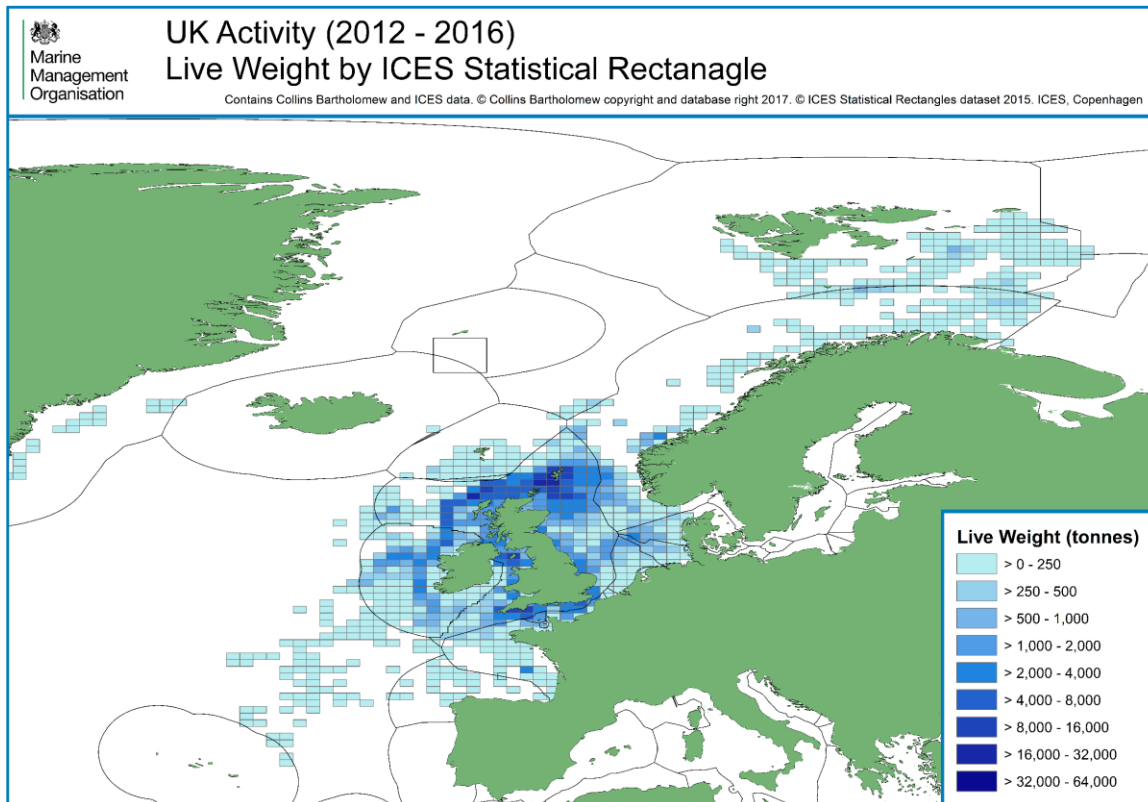 Marine
Management
Organisation
UK Activity (2012 - 2016)
Live Weight by ICES Statistical Rectanagle
Contains Collins Bartholomew and ICES data. © Collins Bartholomew copyright and database right 2017. © ICES Statistical Rectangles dataset 2015. ICES, Copenhagen
Live Weight (tonnes)
> 0 - 250
> 250 - 500
> 500 - 1,000
> 1,000 - 2,000
> 2,000 - 4,000
> 4,000 - 8,000
> 8,000 - 16,000
> 16,000 - 32,000
> 32,000 - 64,000